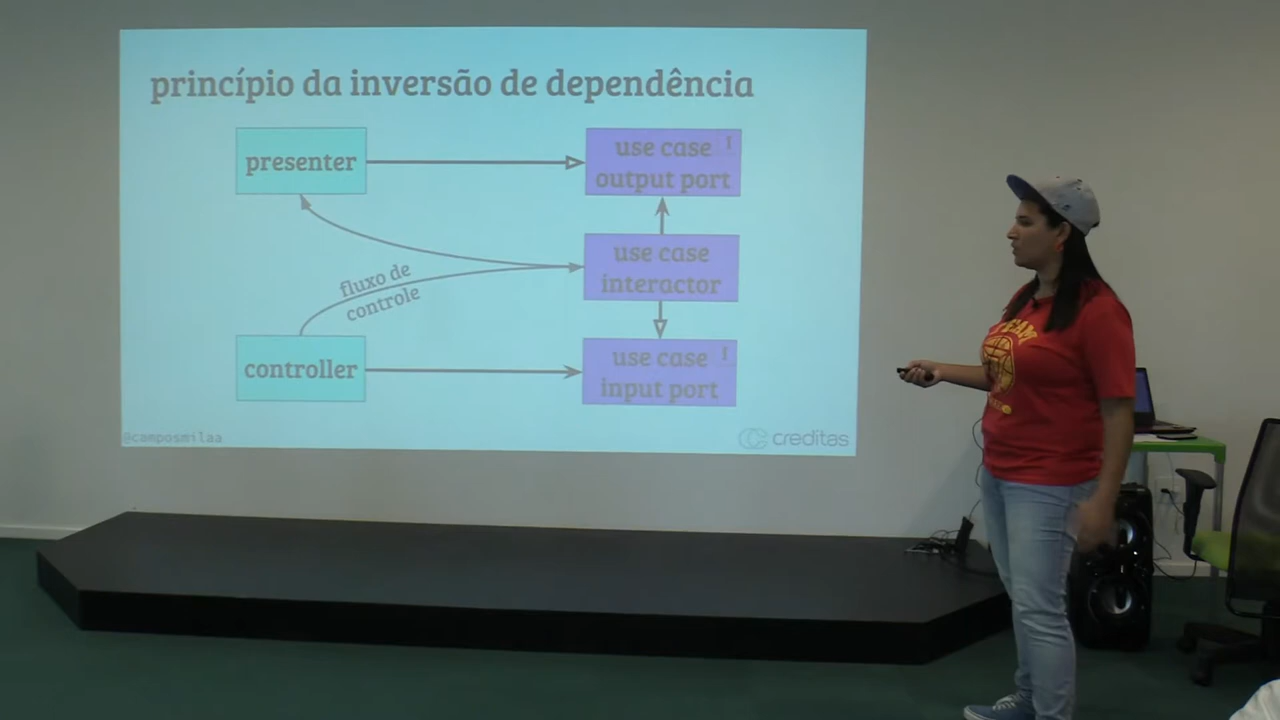 princípio da inversão de dependência
presenter
use case I
output port
use case
interactor
fluxo de
controle
controller
use case I
input port
@camposmilaa
creditas